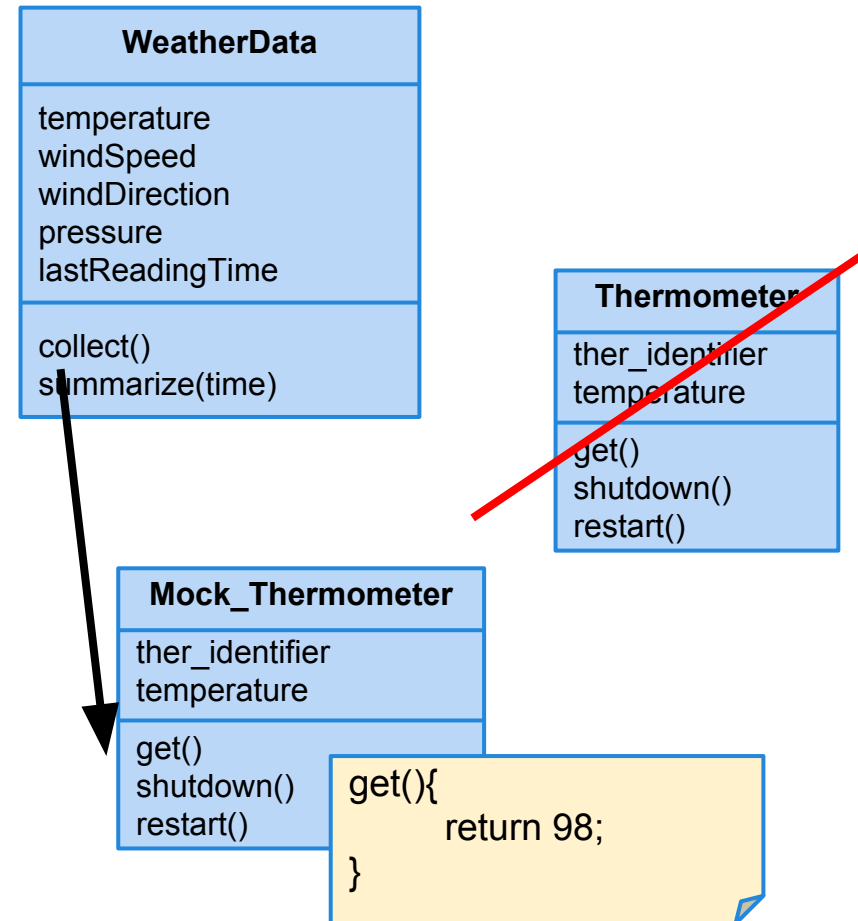 WeatherData
temperature
windSpeed
windDirection
pressure
lastReadingTime
collect()
summarize(time)
Thermometer
ther_identifier
temperature
get()
shutdown()
restart()
Mock_Thermometer
ther_identifier
temperature
get()
shutdown()
restart()
get(){
return 98;
}